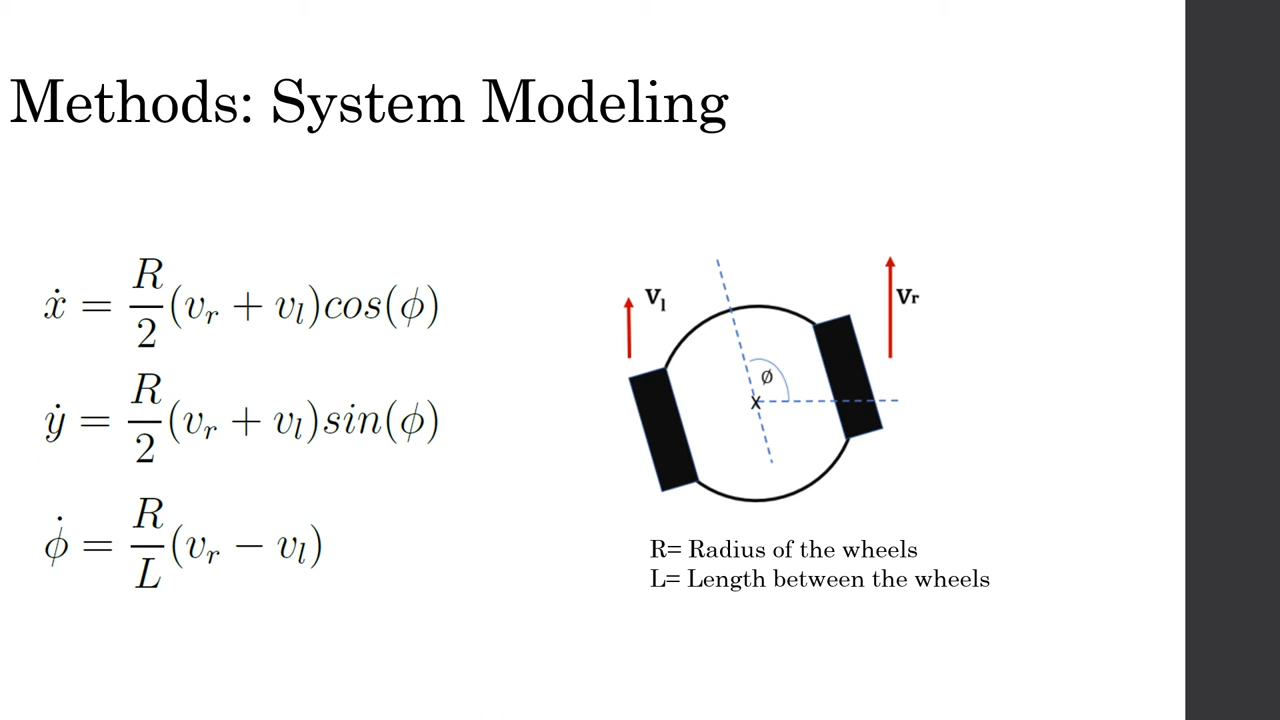 Methods: System Modeling
ẋ = R/2 (v_r + v_l)cos(ϕ)
ẏ = R/2 (v_r + v_l)sin(ϕ)
ϕ̇ = R/L (v_r − v_l)
V_l
Vr
Ø
X
R= Radius of the wheels
L= Length between the wheels